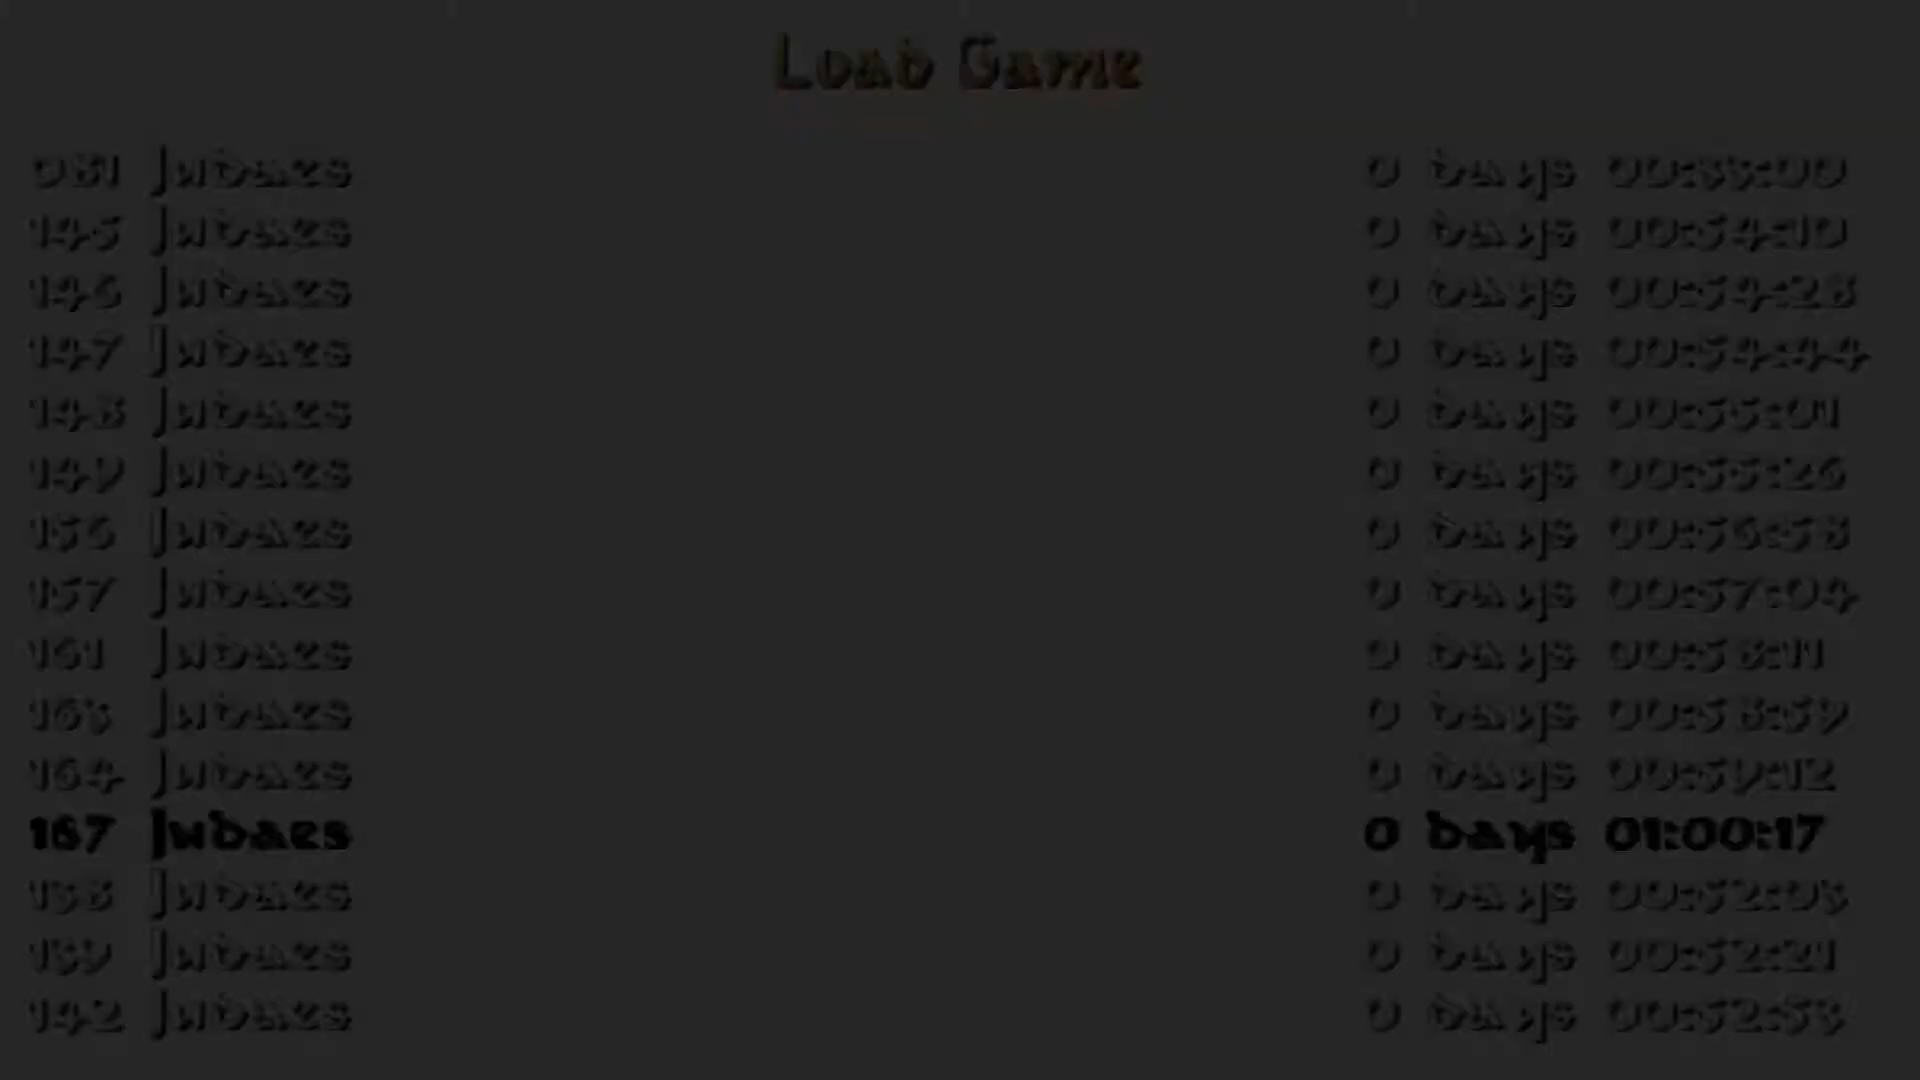 Load Game
081 Judaes 0 days 00:33:00
145 Judaes 0 days 00:54:10
146 Judaes 0 days 00:54:28
147 Judaes 0 days 00:54:44
148 Judaes 0 days 00:55:01
149 Judaes 0 days 00:55:26
156 Judaes 0 days 00:56:58
157 Judaes 0 days 00:57:04
161 Judaes 0 days 00:58:11
163 Judaes 0 days 00:58:59
164 Judaes 0 days 00:59:12
167 Judaes 0 days 01:00:17
138 Judaes 0 days 00:52:03
139 Judaes 0 days 00:52:21
142 Judaes 0 days 00:52:53